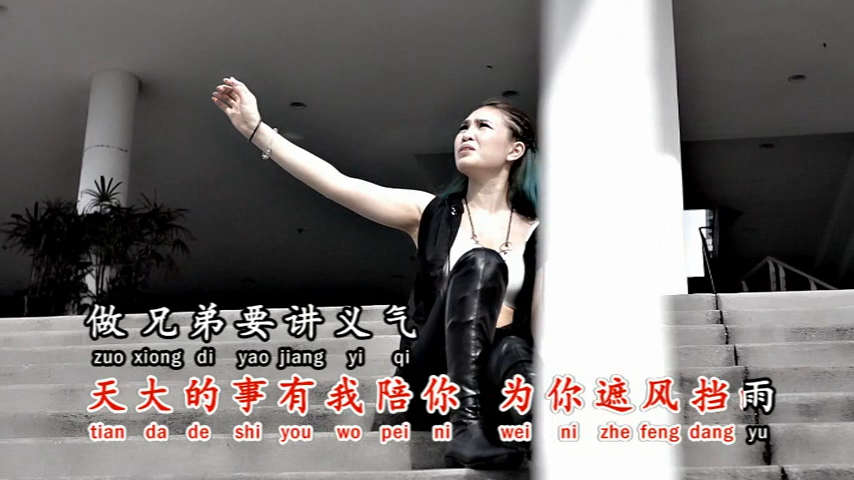 做兄弟要讲义气
zuo xiong di yao jiang yi qi
天大的事有我陪你 为你遮风挡雨
tian da de shi you wo pei ni wei ni zhe feng dang yu